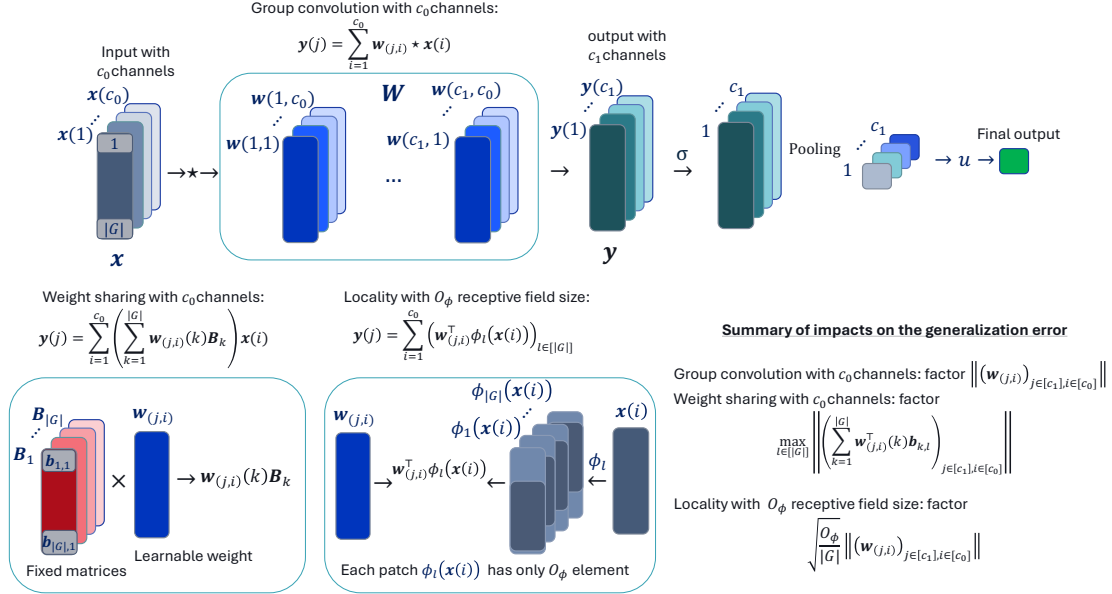 Group convolution with c₀channels:
y(j) = ∑_{i=1}^{c₀} w_{(j,i)} ⋆ x(i)
Input with
c₀channels
x(c₀)
⋯
x(1)
1
|G|
x
→⋆→
W
w(1,c₀)
⋯
w(1,1)
...
w(c₁,c₀)
⋯
w(c₁,1)
→
output with
c₁channels
y(c₁)
⋯
y(1)
y
σ
→
c₁
⋯
1
Pooling
c₁
⋯
1
→ u →
Final output
Weight sharing with c₀channels:
y(j) = ∑_{i=1}^{c₀} (∑_{k=1}^{|G|} w_{(j,i)}(k)B_k) x(i)
B_{|G|}
⋯
B₁
b_{1,1}
b_{|G|,1}
×
w_{(j,i)}
→ w_{(j,i)}(k)B_k
Learnable weight
Fixed matrices
Locality with O_ϕ receptive field size:
y(j) = ∑_{i=1}^{c₀} (w_{(j,i)}^⊤ϕ_l(x(i)))_{l∈[|G|]}
w_{(j,i)}
→ w_{(j,i)}^⊤ϕ_l(x(i)) ←
ϕ_{|G|}(x(i))
⋯
ϕ₁(x(i))
ϕ_l
←
x(i)
Each patch ϕ_l(x(i)) has only O_ϕ element
Summary of impacts on the generalization error
Group convolution with c₀channels: factor ‖(w_{(j,i)})_{j∈[c₁],i∈[c₀]}‖
Weight sharing with c₀channels: factor
max_{l∈[|G|]} ‖(∑_{k=1}^{|G|} w_{(j,i)}^⊤(k)b_{k,l})_{j∈[c₁],i∈[c₀]}‖
Locality with O_ϕ receptive field size: factor
√(O_ϕ/|G|) ‖(w_{(j,i)})_{j∈[c₁],i∈[c₀]}‖